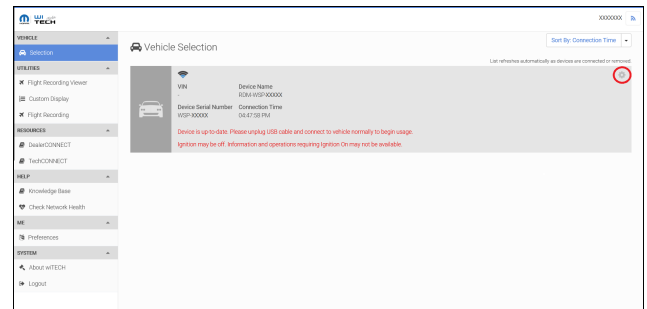 WI TECH
XXXXXXX
VEHICLE
Selection
UTILITIES
Flight Recording Viewer
Custom Display
Flight Recording
RESOURCES
DealerCONNECT
TechCONNECT
HELP
Knowledge Base
Check Network Health
ME
Preferences
SYSTEM
About wiTECH
Logout
Vehicle Selection
Sort By: Connection Time
List refreshes automatically as devices are connected or removed.
VIN
-
Device Name
ROM-WSP-XXXXX
Device Serial Number
WSP-XXXXX
Connection Time
04:47:58 PM
Device is up-to-date. Please unplug USB cable and connect to vehicle normally to begin usage.
Ignition may be off. Information and operations requiring Ignition On may not be available.